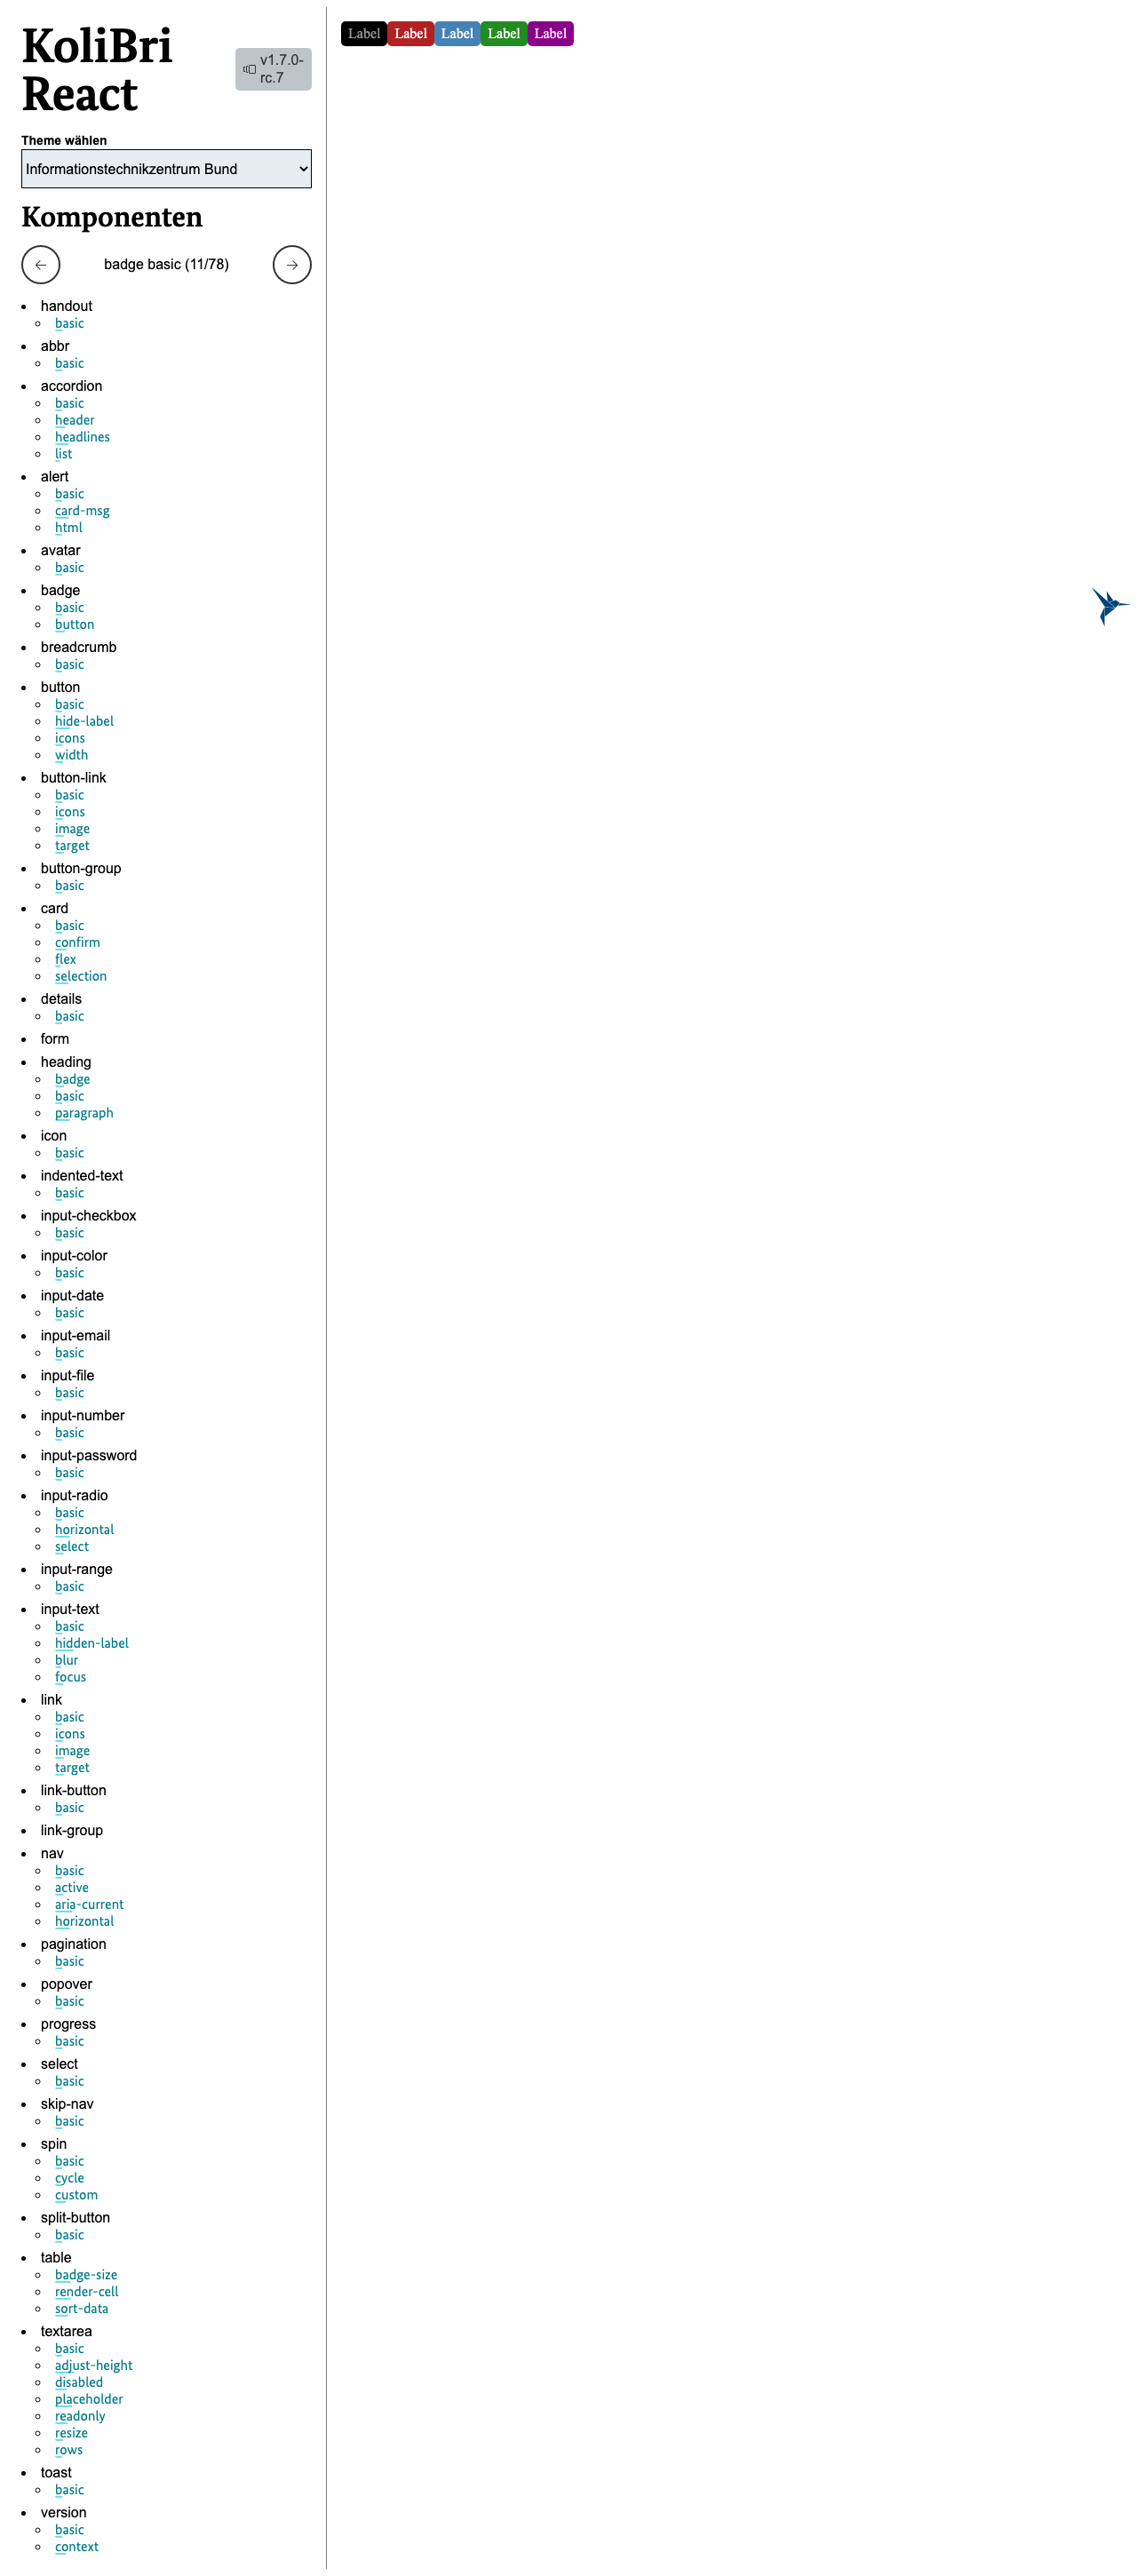 KoliBri
React
v1.7.0-
rc.7
Theme wählen
Informationstechnikzentrum Bund
Komponenten
badge basic (11/78)
handout
basic
abbr
basic
accordion
basic
header
headlines
list
alert
basic
card-msg
html
avatar
basic
badge
basic
button
breadcrumb
basic
button
basic
hide-label
icons
width
button-link
basic
icons
image
target
button-group
basic
card
basic
confirm
flex
selection
details
basic
form
heading
badge
basic
paragraph
icon
basic
indented-text
basic
input-checkbox
basic
input-color
basic
input-date
basic
input-email
basic
input-file
basic
input-number
basic
input-password
basic
input-radio
basic
horizontal
select
input-range
basic
input-text
basic
hidden-label
blur
focus
link
basic
icons
image
target
link-button
basic
link-group
nav
basic
active
aria-current
horizontal
pagination
basic
popover
basic
progress
basic
select
basic
skip-nav
basic
spin
basic
cycle
custom
split-button
basic
table
badge-size
render-cell
sort-data
textarea
basic
adjust-height
disabled
placeholder
readonly
resize
rows
toast
basic
version
basic
context
Label Label Label Label Label